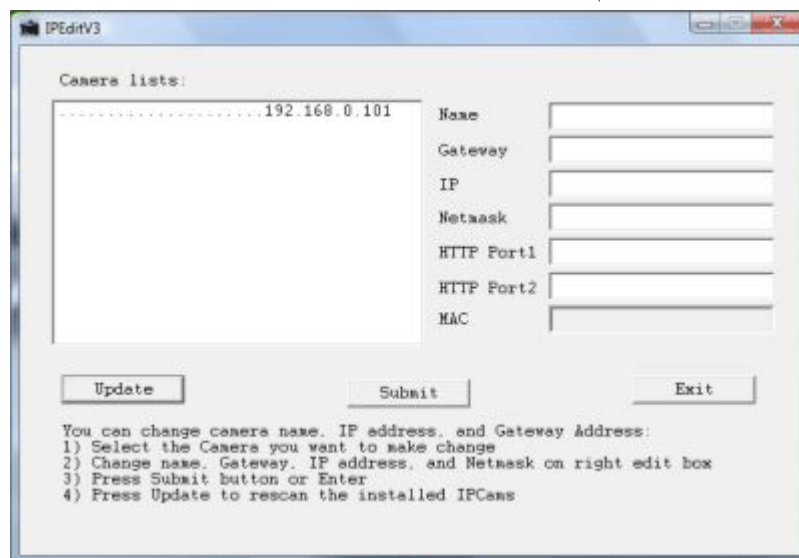 IPEditV3
Camera lists:
.....................192.168.0.101
Name
Gateway
IP
Netmask
HTTP Port1
HTTP Port2
MAC
Update
Submit
Exit
You can change camera name, IP address, and Gateway Address:
1) Select the Camera you want to make change
2) Change name, Gateway, IP address, and Netmask on right edit box
3) Press Submit button or Enter
4) Press Update to rescan the installed IPCams